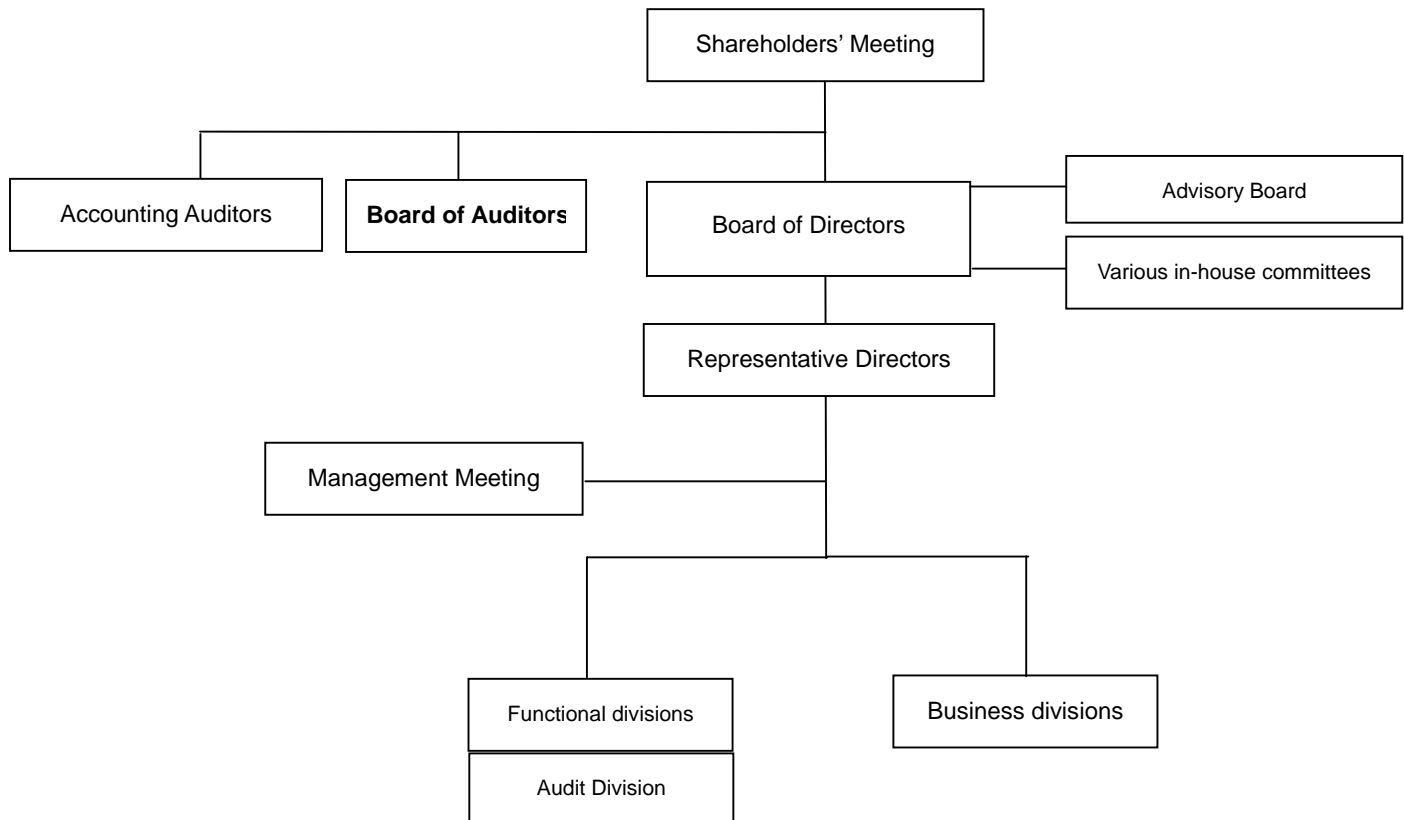 Shareholders’ Meeting
Accounting Auditors
Board of Auditors
Board of Directors
Advisory Board
Various in-house committees
Representative Directors
Management Meeting
Functional divisions
Business divisions
Audit Division